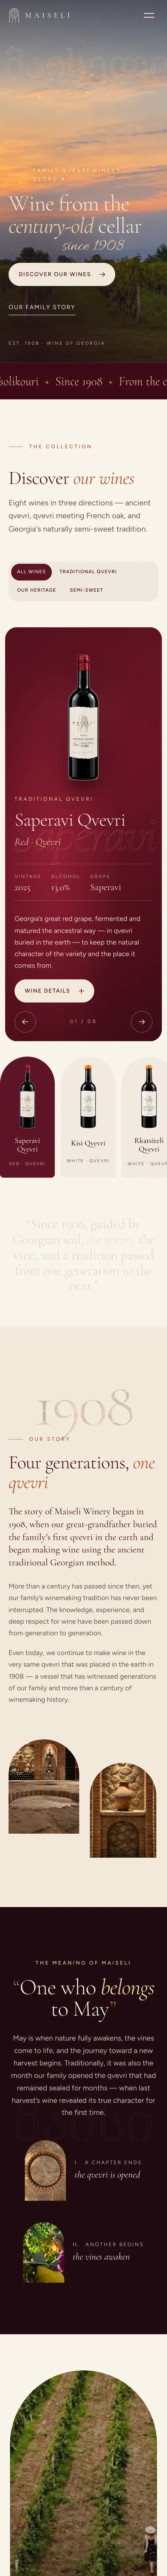 MAISELI
FAMILY QVEVRI WINERY ·
GEORGIA
Wine from the
century-old cellar
since 1908
DISCOVER OUR WINES →
OUR FAMILY STORY
EST. 1908 · WINE OF GEORGIA
solikouri + Since 1908 + From the
THE COLLECTION
Discover our wines
Eight wines in three directions — ancient
qvevri, qvevri meeting French oak, and
Georgia's naturally semi-sweet tradition.
ALL WINES TRADITIONAL QVEVRI
OUR HERITAGE SEMI-SWEET
TRADITIONAL QVEVRI
Saperavi Qvevri
Red · Qvevri
VINTAGE ALCOHOL GRAPE
2025 13.0% Saperavi
Georgia's great red grape, fermented and
matured the ancestral way — in qvevri
buried in the earth — to keep the natural
character of the variety and the place it
comes from.
WINE DETAILS +
← 01 / 08 →
Saperavi
Qvevri
RED · QVEVRI
Kisi Qvevri
WHITE · QVEVRI
Rkatsiteli
Qvevri
WHITE · QVEVRI
“Since 1908, guided by
Georgian soil, the qvevri, the
vine, and a tradition passed
from one generation to the
next.”
1908
OUR STORY
Four generations, one
qvevri
The story of Maiseli Winery began in
1908, when our great-grandfather buried
the family's first qvevri in the earth and
began making wine using the ancient
traditional Georgian method.
More than a century has passed since then, yet
our family's winemaking tradition has never been
interrupted. The knowledge, experience, and
deep respect for wine have been passed down
from generation to generation.
Even today, we continue to make wine in the
very same qvevri that was placed in the earth in
1908 — a vessel that has witnessed generations
of our family and more than a century of
winemaking history.
THE MEANING OF MAISELI
“One who belongs
to May”
May is when nature fully awakens, the vines
come to life, and the journey toward a new
harvest begins. Traditionally, it was also the
month our family opened the qvevri that had
remained sealed for months — when last
harvest's wine revealed its true character for
the first time.
I. A CHAPTER ENDS
the qvevri is opened
II. ANOTHER BEGINS
the vines awaken